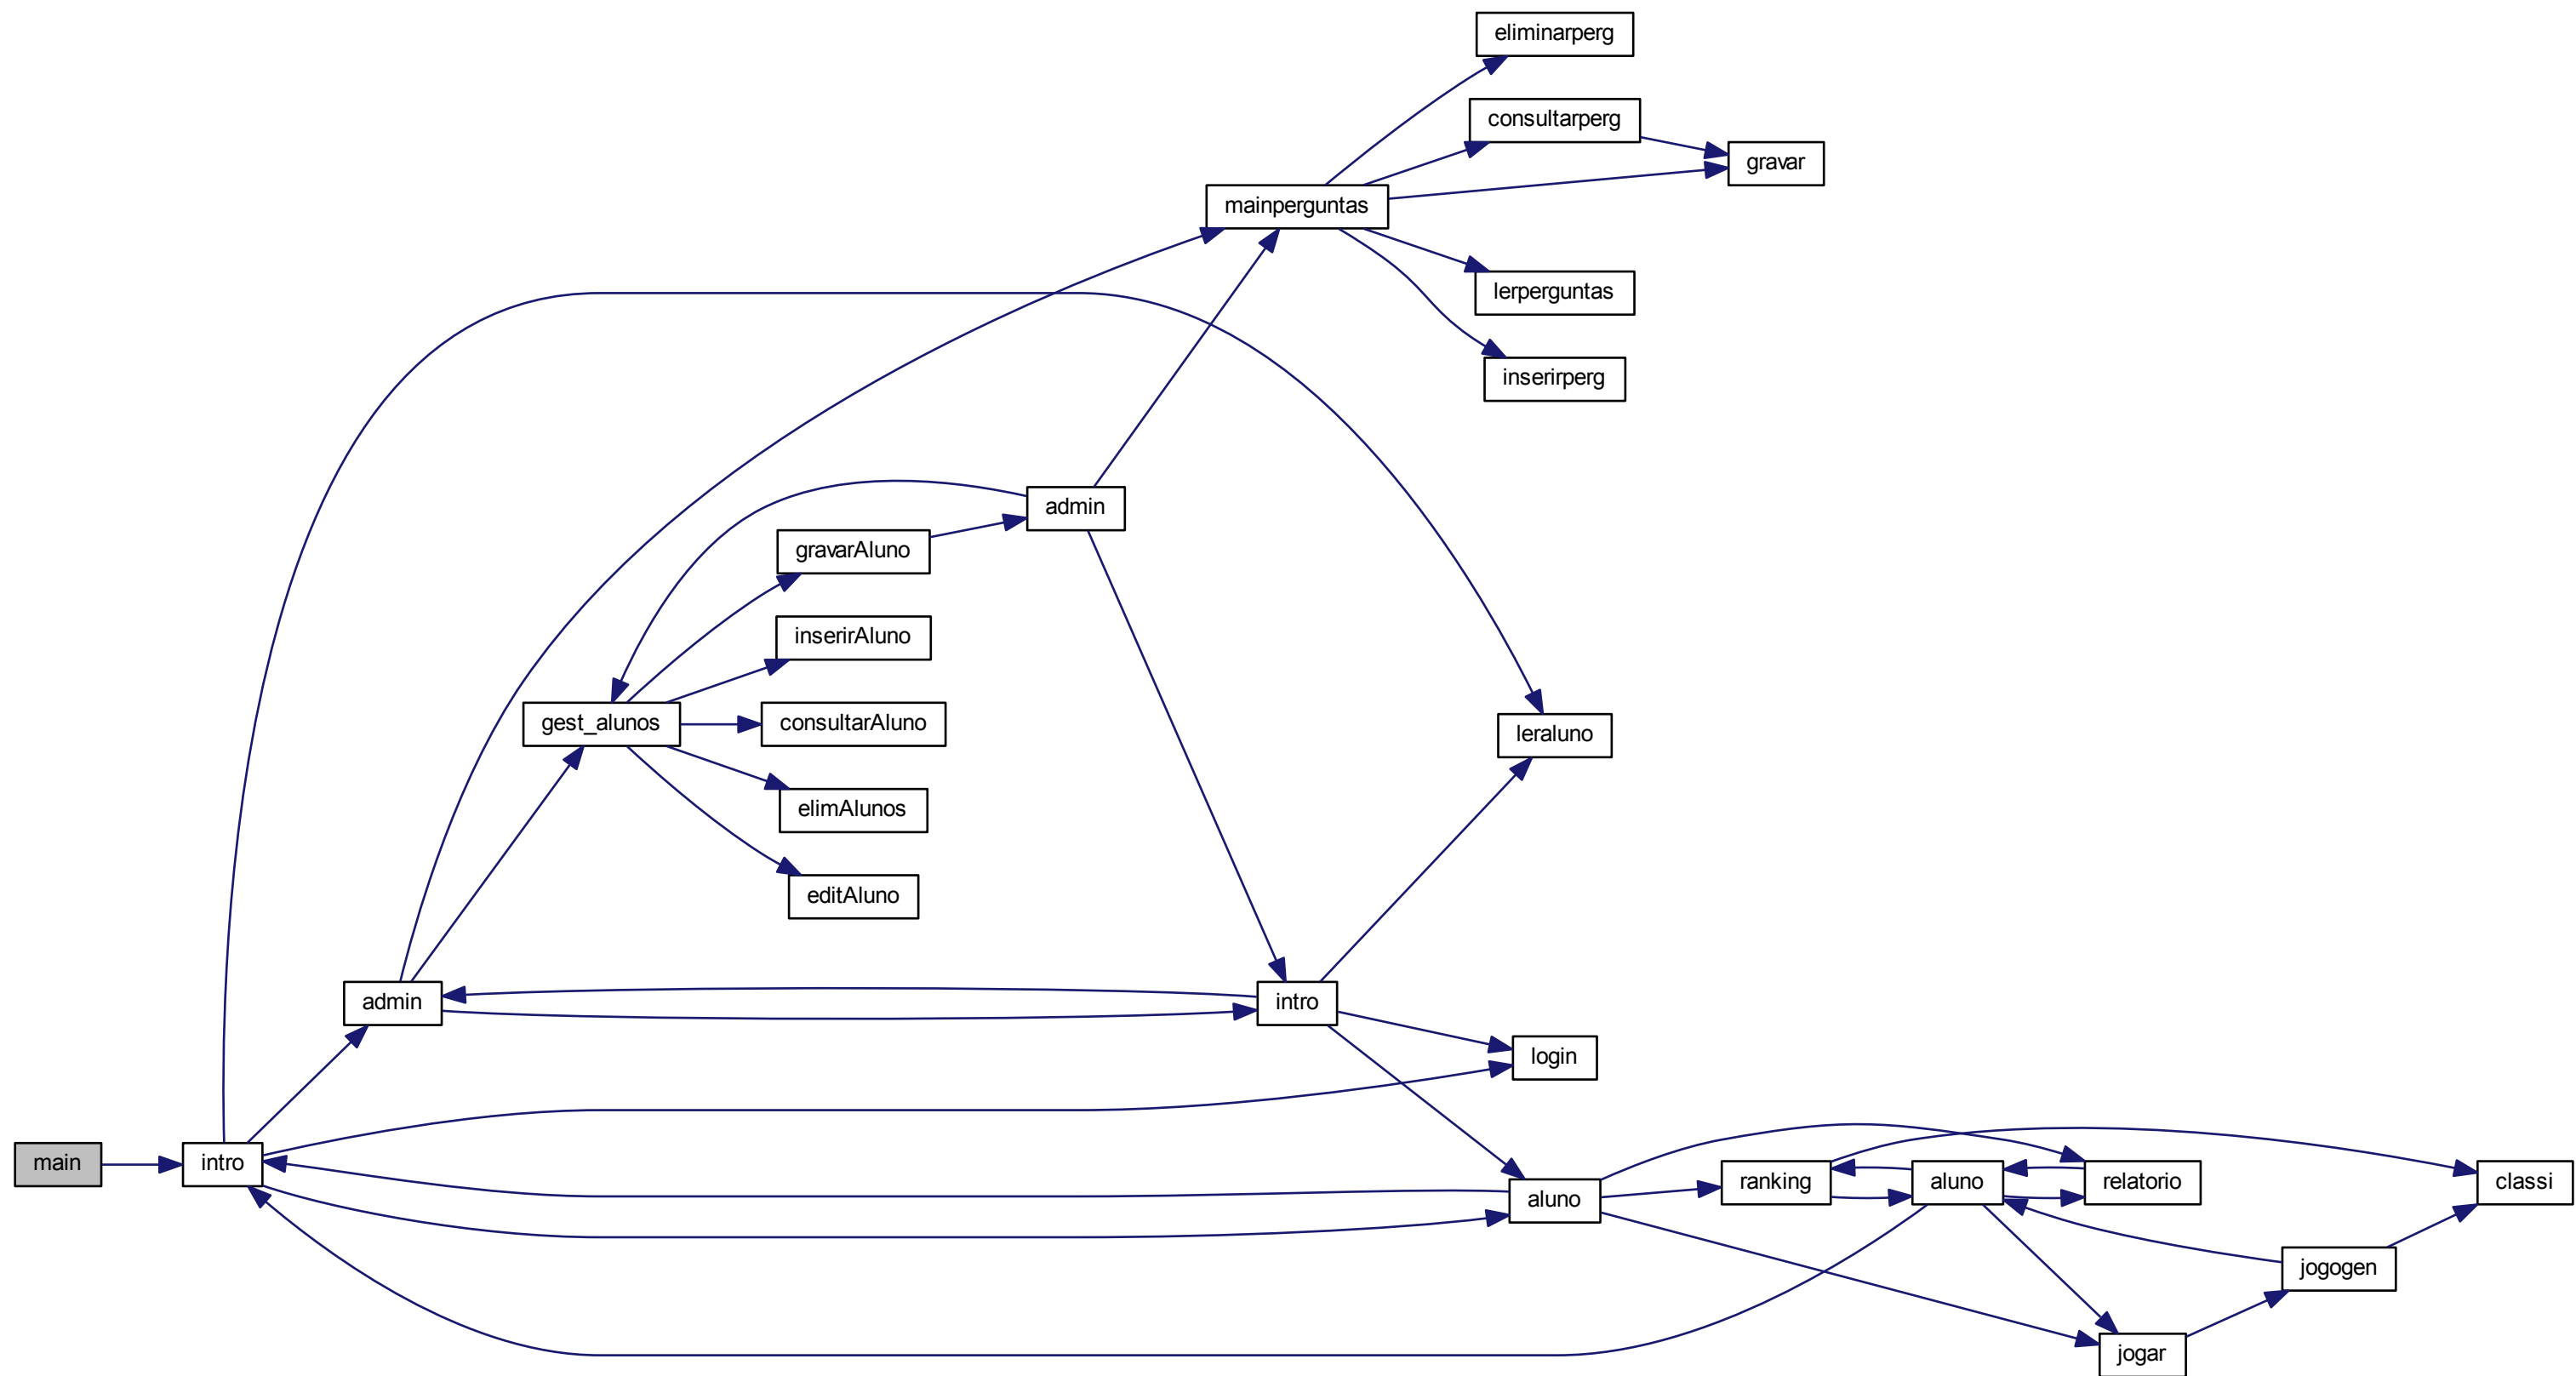 eliminarperg
consultarperg
gravar
mainperguntas
lerperguntas
inserirperg
admin
gravarAluno
inserirAluno
gest_alunos
consultarAluno
leraluno
elimAlunos
editAluno
admin
intro
login
main
intro
aluno
ranking
aluno
relatorio
classi
jogogen
jogar